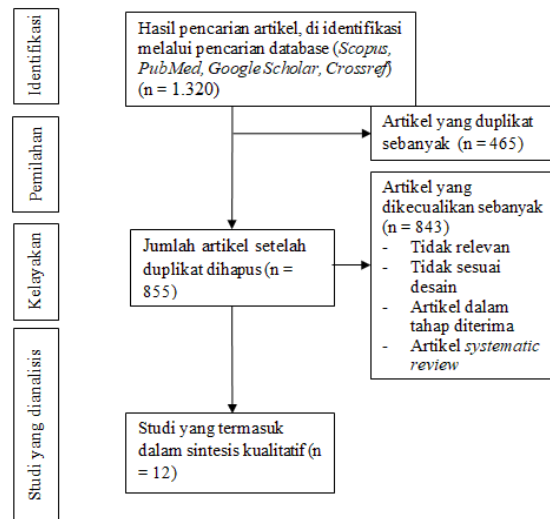 Identifikasi
Hasil pencarian artikel, di identifikasi
melalui pencarian database (Scopus,
PubMed, Google Scholar, Crossref)
(n = 1.320)
Pemilahan
Artikel yang duplikat
sebanyak (n = 465)
Kelayakan
Jumlah artikel setelah
duplikat dihapus (n =
855)
Artikel yang
dikecualikan sebanyak
(n = 843)
- Tidak relevan
- Tidak sesuai
desain
- Artikel dalam
tahap diterima
- Artikel systematic
review
Studi yang dianalisis
Studi yang termasuk
dalam sintesis kualitatif (n
= 12)